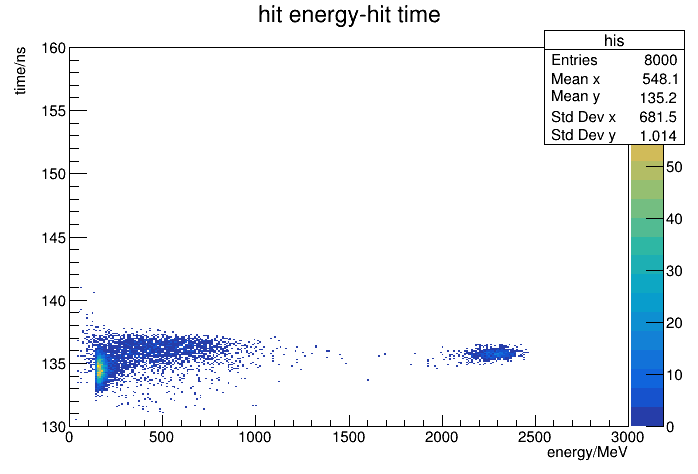 hit energy-hit time
his
Entries 8000
Mean x 548.1
Mean y 135.2
Std Dev x 681.5
Std Dev y 1.014
time/ns
160
155
150
145
140
135
130
0 500 1000 1500 2000 2500 3000
energy/MeV
50
40
30
20
10
0